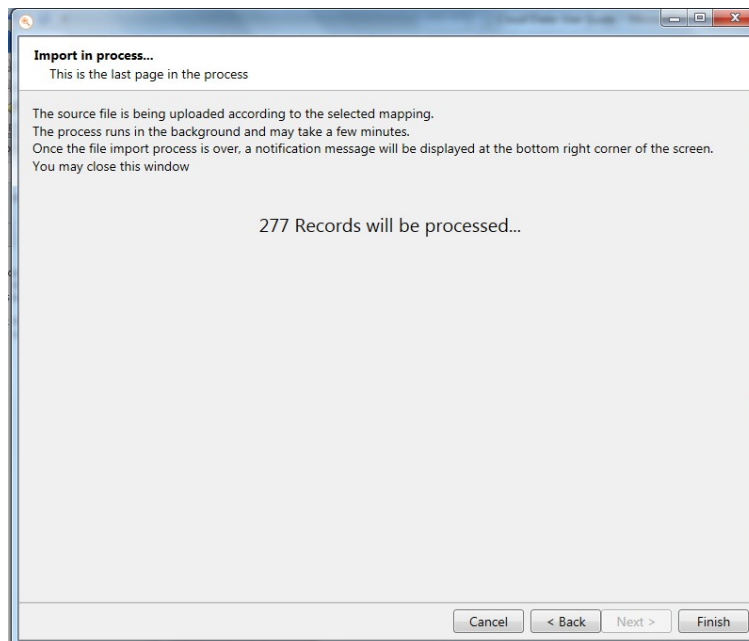 Import in process...
This is the last page in the process
The source file is being uploaded according to the selected mapping.
The process runs in the background and may take a few minutes.
Once the file import process is over, a notification message will be displayed at the bottom right corner of the screen.
You may close this window
277 Records will be processed...
Cancel
< Back
Next >
Finish